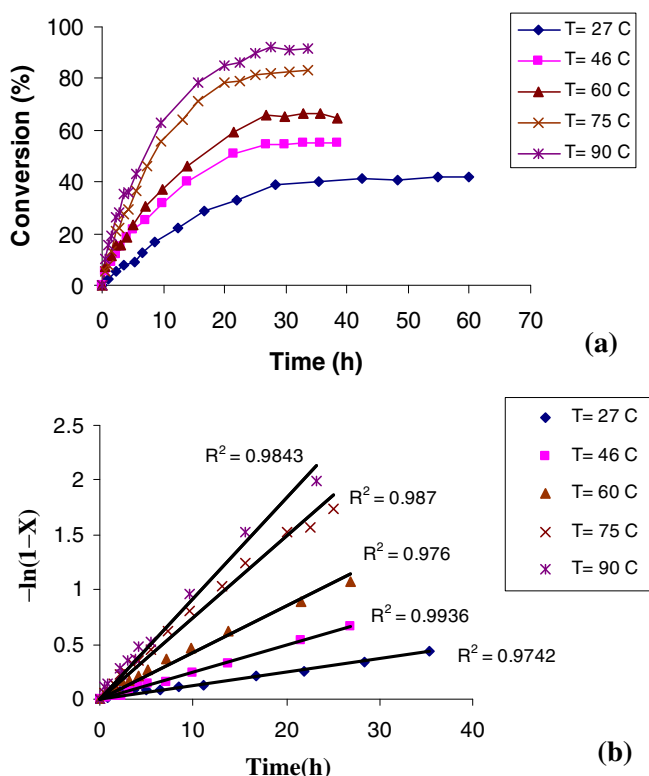 (a)
100
80
60
40
20
0
Conversion (%)
0 10 20 30 40 50 60 70
Time (h)
T= 27 C
T= 46 C
T= 60 C
T= 75 C
T= 90 C
2.5
2
1.5
1
0.5
0
−ln(1−X)
R² = 0.9843
R² = 0.987
R² = 0.976
R² = 0.9936
R² = 0.9742
0 10 20 30 40
Time(h)
T= 27 C
T= 46 C
T= 60 C
T= 75 C
T= 90 C
(b)